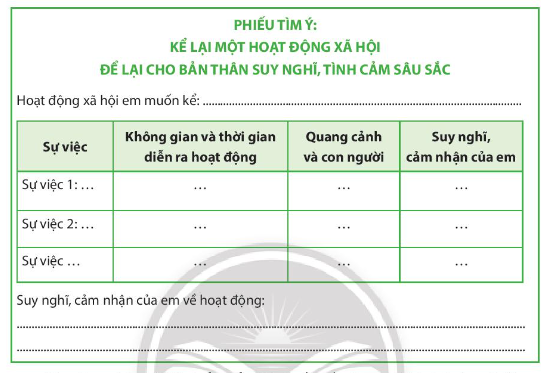 PHIẾU TÌM Ý:
KỂ LẠI MỘT HOẠT ĐỘNG XÃ HỘI
ĐỂ LẠI CHO BẢN THÂN SUY NGHĨ, TÌNH CẢM SÂU SẮC
Hoạt động xã hội em muốn kể: ......................................................................
Sự việc
Không gian và thời gian
diễn ra hoạt động
Quang cảnh
và con người
Suy nghĩ,
cảm nhận của em
Sự việc 1: ...
...
...
...
Sự việc 2: ...
...
...
...
Sự việc ...
...
...
...
Suy nghĩ, cảm nhận của em về hoạt động:
......................................................................
......................................................................